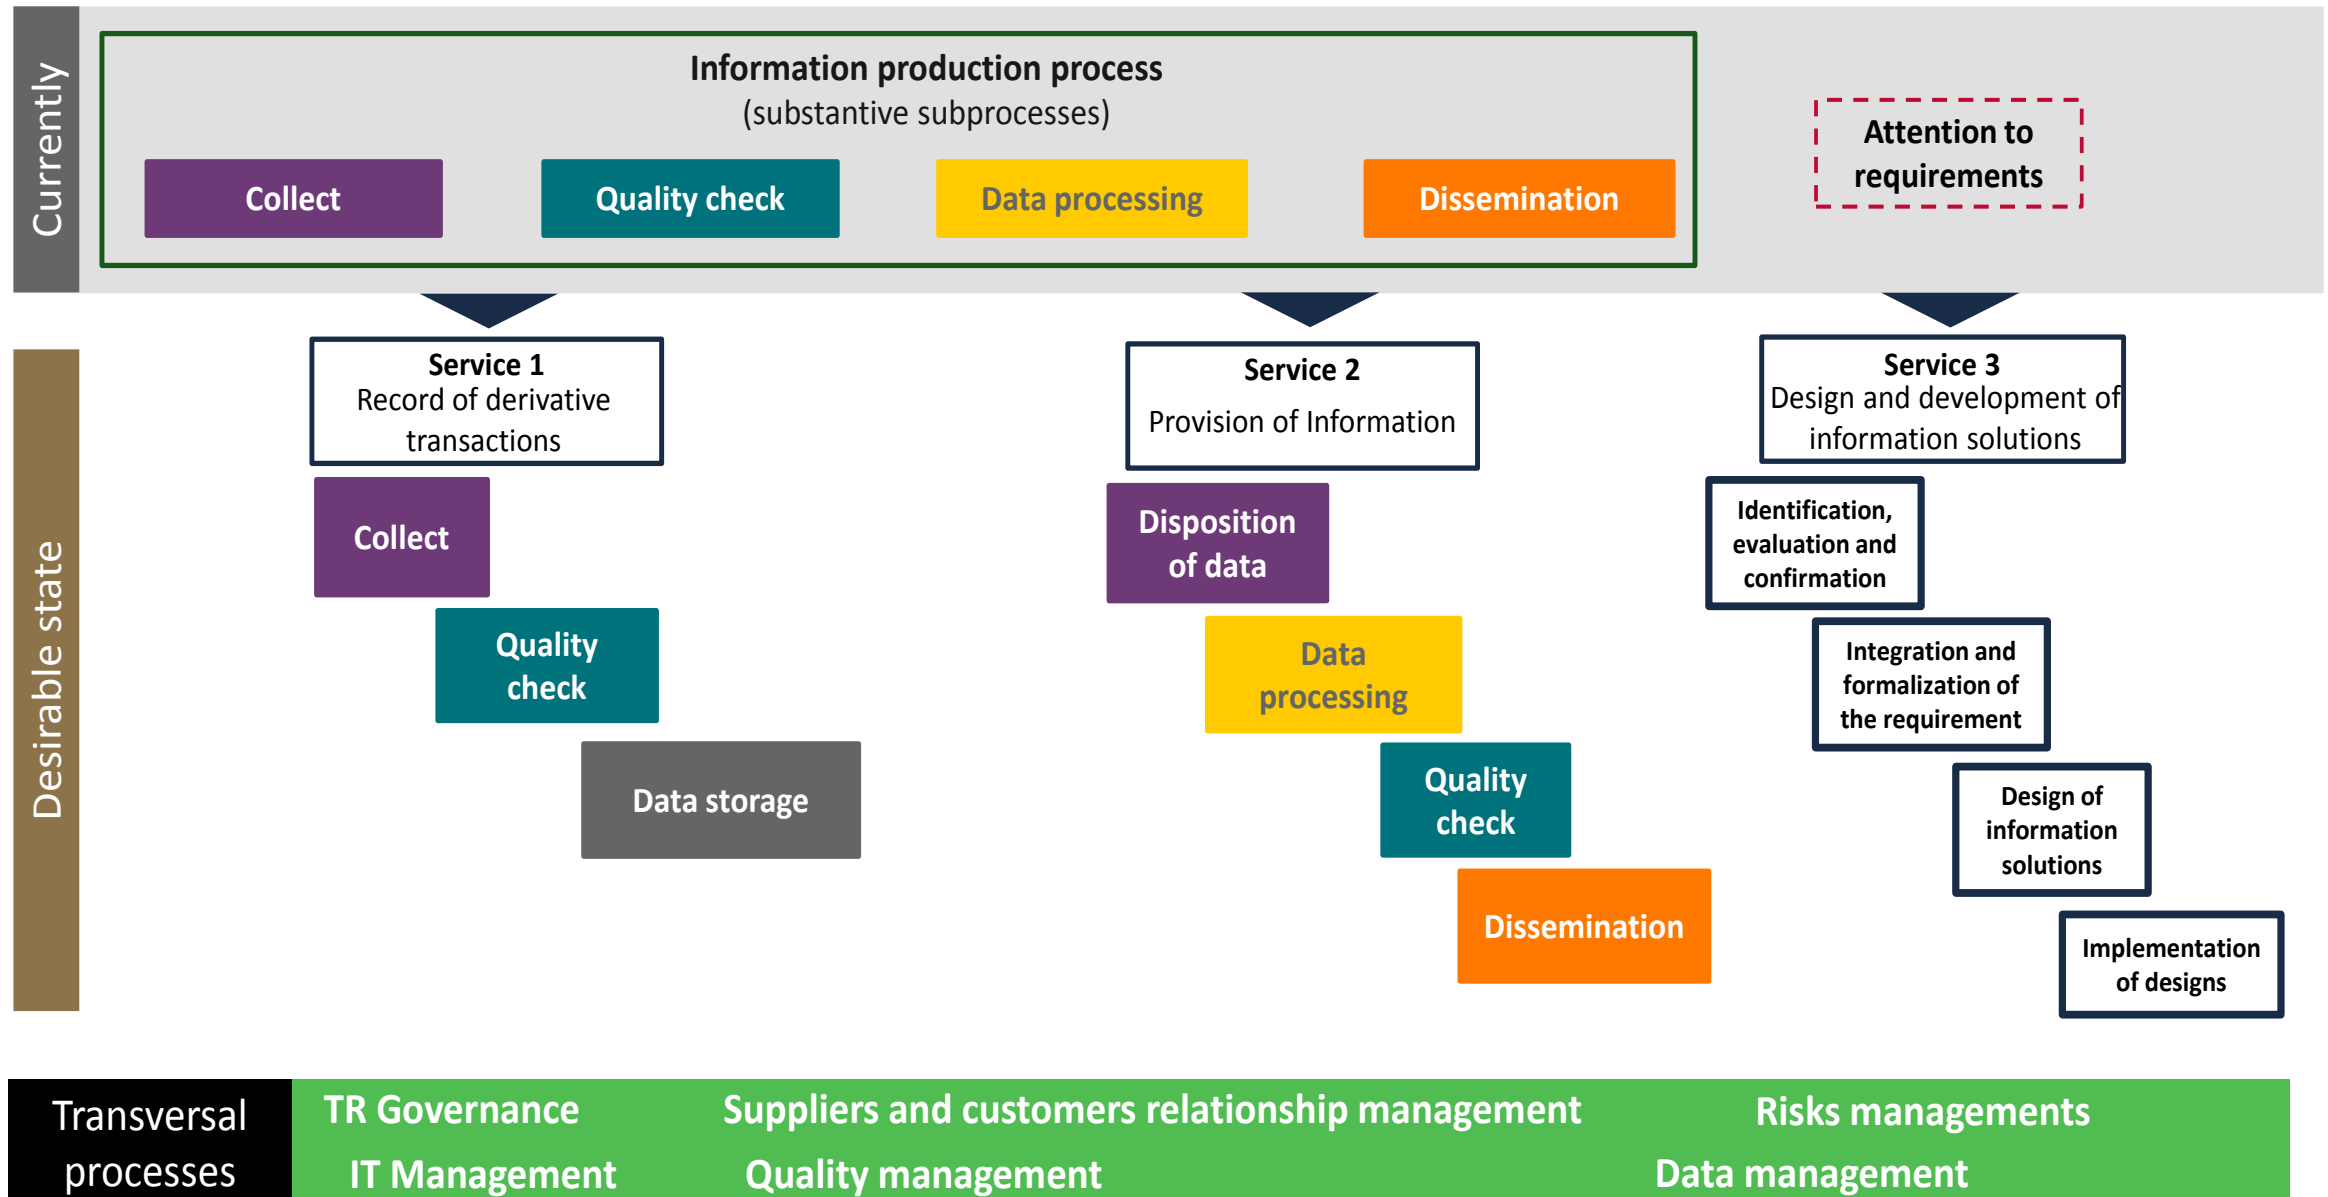 Currently
Information production process
(substantive subprocesses)
Collect
Quality check
Data processing
Dissemination
Attention to
requirements
Desirable state
Service 1
Record of derivative
transactions
Collect
Quality
check
Data storage
Service 2
Provision of Information
Disposition
of data
Data
processing
Quality
check
Dissemination
Service 3
Design and development of
information solutions
Identification,
evaluation and
confirmation
Integration and
formalization of
the requirement
Design of
information
solutions
Implementation
of designs
Transversal
processes
TR Governance
Suppliers and customers relationship management
Risks managements
IT Management
Quality management
Data management